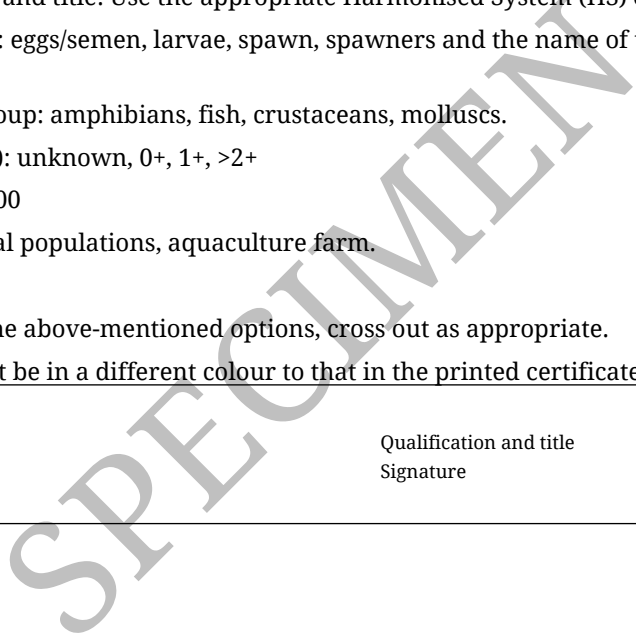 and title: Use the appropriate Harmonised System (HS)
: eggs/semen, larvae, spawn, spawners and the name of
oup: amphibians, fish, crustaceans, molluscs.
): unknown, 0+, 1+, >2+
00
al populations, aquaculture farm.
he above-mentioned options, cross out as appropriate.
t be in a different colour to that in the printed certificate
Qualification and title
Signature
SPECIMEN